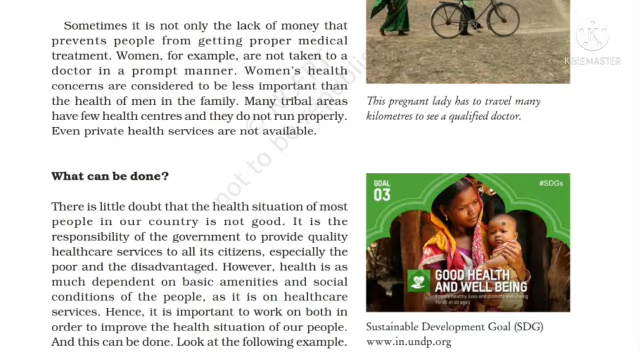 Sometimes it is not only the lack of money that
prevents people from getting proper medical
treatment. Women, for example, are not taken to a
doctor in a prompt manner. Women's health
concerns are considered to be less important than
the health of men in the family. Many tribal areas
have few health centres and they do not run properly.
Even private health services are not available.
KINEMASTER
This pregnant lady has to travel many
kilometres to see a qualified doctor.
What can be done?
There is little doubt that the health situation of most
people in our country is not good. It is the
responsibility of the government to provide quality
healthcare services to all its citizens, especially the
poor and the disadvantaged. However, health is as
much dependent on basic amenities and social
conditions of the people, as it is on healthcare
services. Hence, it is important to work on both in
order to improve the health situation of our people.
And this can be done. Look at the following example.
GOAL
03
#SDGs
GOOD HEALTH
AND WELL BEING
Sustainable Development Goal (SDG)
www.in.undp.org
not to be republished